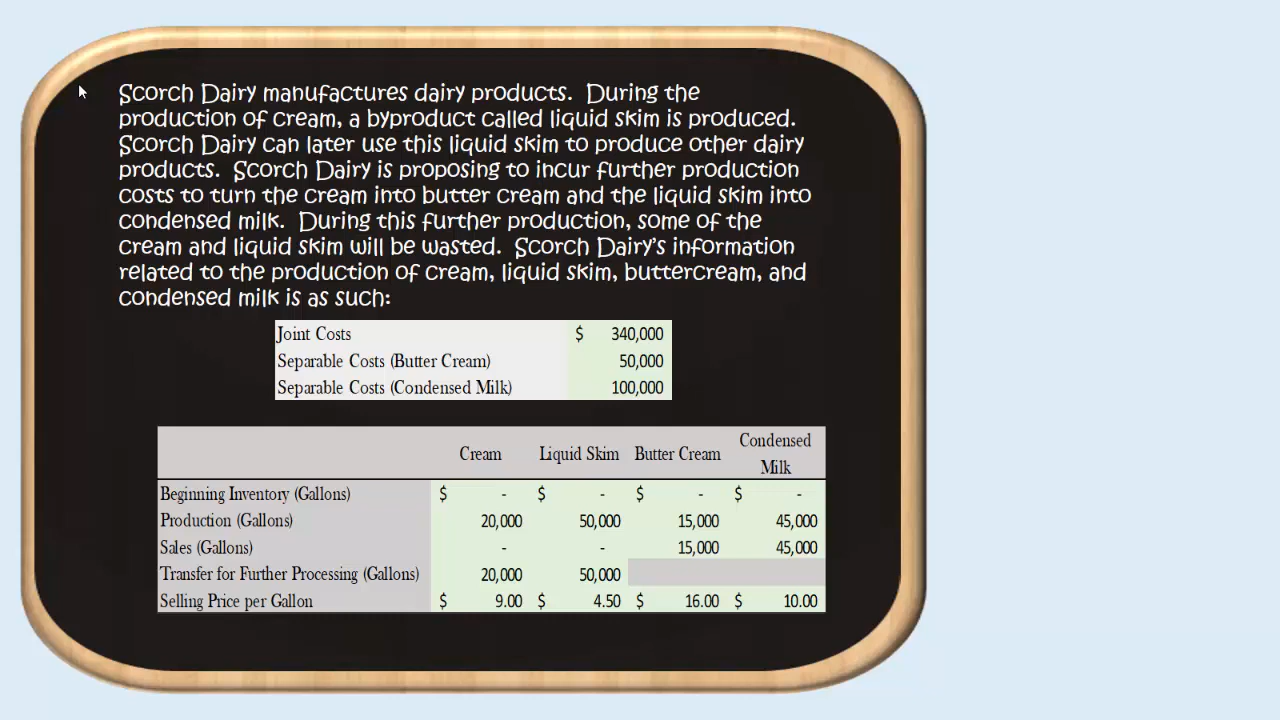 Scorch Dairy manufactures dairy products. During the
production of cream, a byproduct called liquid skim is produced.
Scorch Dairy can later use this liquid skim to produce other dairy
products. Scorch Dairy is proposing to incur further production
costs to turn the cream into butter cream and the liquid skim into
condensed milk. During this further production, some of the
cream and liquid skim will be wasted. Scorch Dairy's information
related to the production of cream, liquid skim, buttercream, and
condensed milk is as such:
Joint Costs $ 340,000
Separable Costs (Butter Cream) 50,000
Separable Costs (Condensed Milk) 100,000
Cream Liquid Skim Butter Cream Condensed
Milk
Beginning Inventory (Gallons) $ - $ - $ - $ -
Production (Gallons) 20,000 50,000 15,000 45,000
Sales (Gallons) - - 15,000 45,000
Transfer for Further Processing (Gallons) 20,000 50,000
Selling Price per Gallon $ 9.00 $ 4.50 $ 16.00 $ 10.00